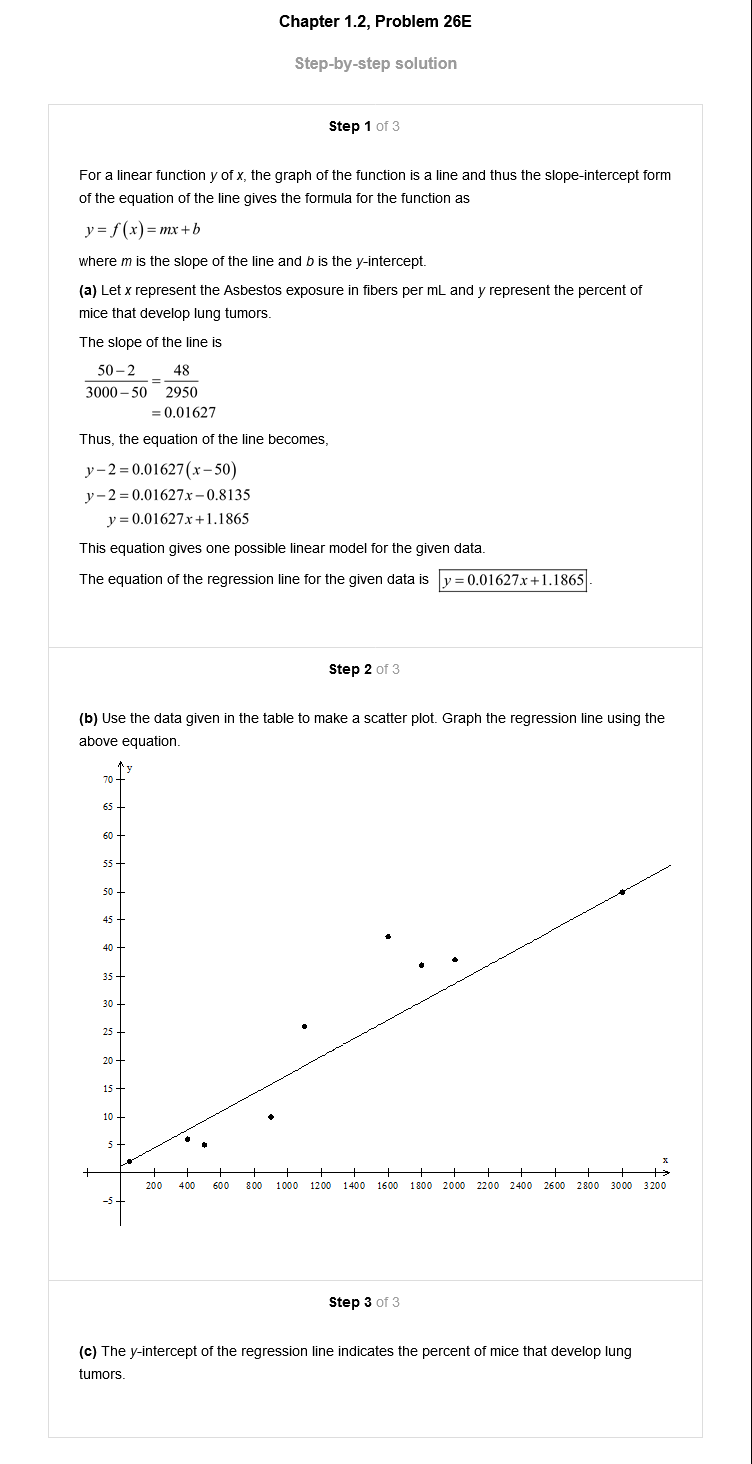 Chapter 1.2, Problem 26E
Step-by-step solution
Step 1 of 3
For a linear function y of x, the graph of the function is a line and thus the slope-intercept form
of the equation of the line gives the formula for the function as
y = f(x) = mx + b
where m is the slope of the line and b is the y-intercept.
(a) Let x represent the Asbestos exposure in fibers per mL and y represent the percent of
mice that develop lung tumors.
The slope of the line is
50 − 2 / 3000 − 50 = 48 / 2950
= 0.01627
Thus, the equation of the line becomes,
y − 2 = 0.01627(x − 50)
y − 2 = 0.01627x − 0.8135
y = 0.01627x + 1.1865
This equation gives one possible linear model for the given data.
The equation of the regression line for the given data is y = 0.01627x + 1.1865.
Step 2 of 3
(b) Use the data given in the table to make a scatter plot. Graph the regression line using the
above equation.
y
70
65
60
55
50
45
40
35
30
25
20
15
10
5
x
200 400 600 800 1000 1200 1400 1600 1800 2000 2200 2400 2600 2800 3000 3200
-5
Step 3 of 3
(c) The y-intercept of the regression line indicates the percent of mice that develop lung
tumors.